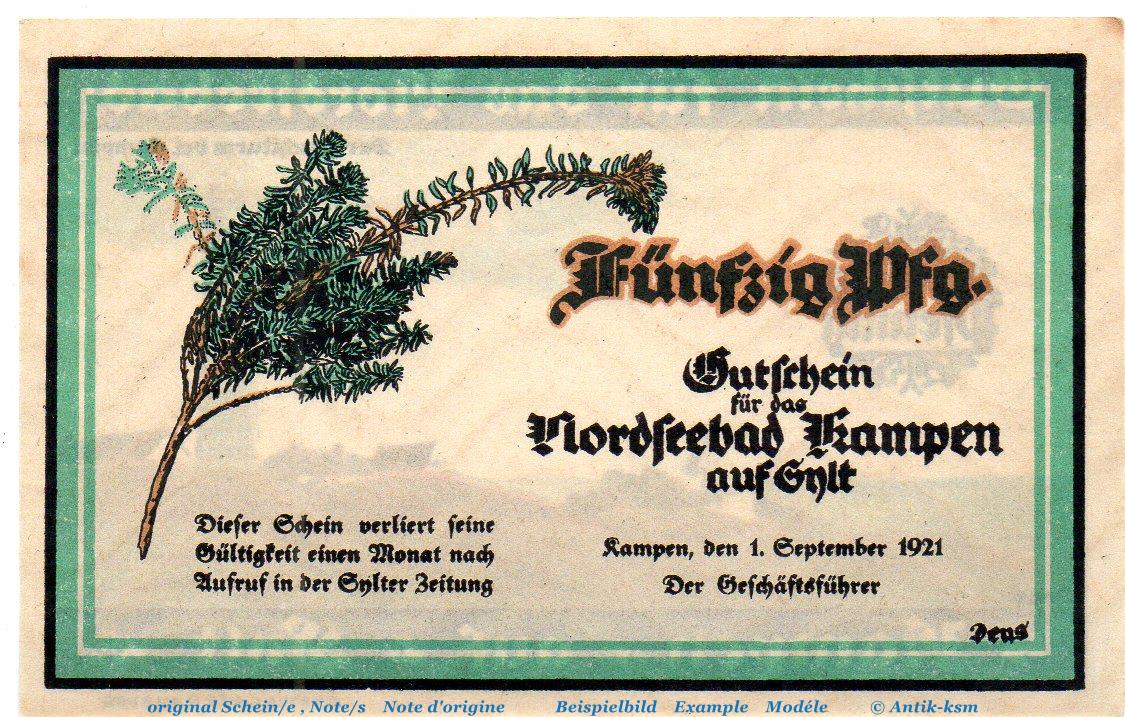 Fünfzig Pfg.
Gutschein
für das
Nordseebad Kampen
auf Sylt
Dieser Schein verliert seine
Gültigkeit einen Monat nach
Aufruf in der Sylter Zeitung
Kampen, den 1. September 1921
Der Geschäftsführer
original Schein/e , Note/s Note d'origine Beispielbild Example Modéle © Antik-ksm